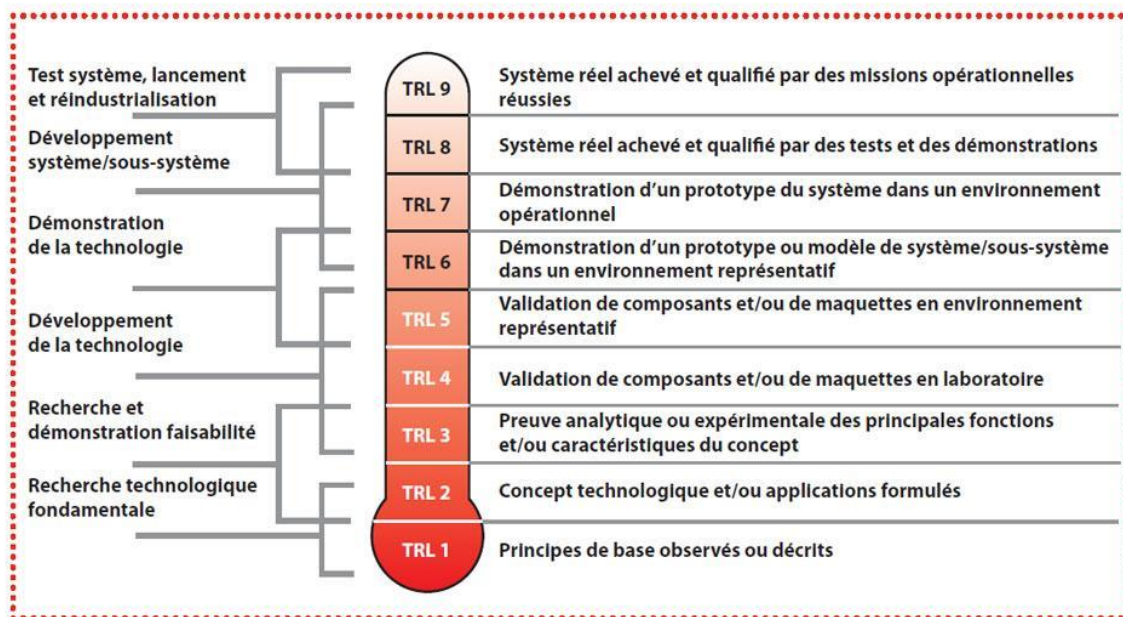 Test système, lancement
et réindustrialisation
Développement
système/sous-système
Démonstration
de la technologie
Développement
de la technologie
Recherche et
démonstration faisabilité
Recherche technologique
fondamentale
TRL 9
TRL 8
TRL 7
TRL 6
TRL 5
TRL 4
TRL 3
TRL 2
TRL 1
Système réel achevé et qualifié par des missions opérationnelles
réussies
Système réel achevé et qualifié par des tests et des démonstrations
Démonstration d’un prototype du système dans un environnement
opérationnel
Démonstration d’un prototype ou modèle de système/sous-système
dans un environnement représentatif
Validation de composants et/ou de maquettes en environnement
représentatif
Validation de composants et/ou de maquettes en laboratoire
Preuve analytique ou expérimentale des principales fonctions
et/ou caractéristiques du concept
Concept technologique et/ou applications formulés
Principes de base observés ou décrits